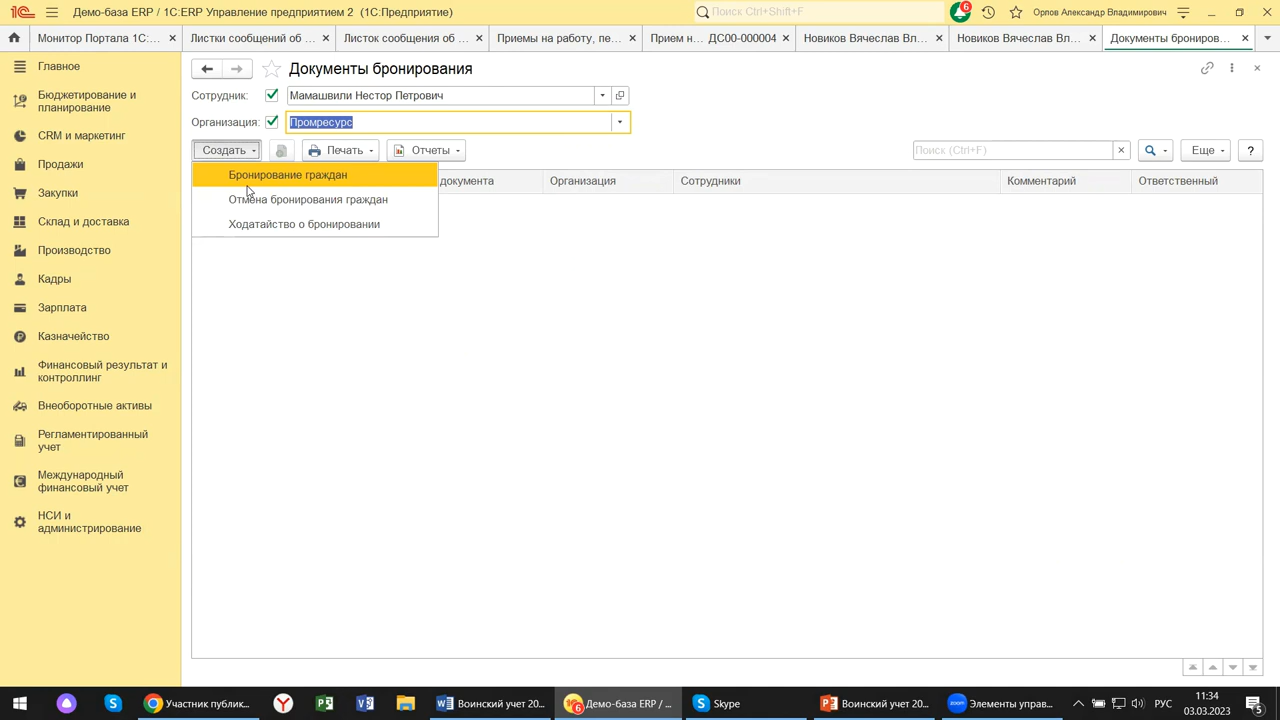 Демо-база ERP / 1С:ERP Управление предприятием 2 (1С:Предприятие)
Поиск Ctrl+Shift+F
6
Орлов Александр Владимирович
Монитор Портала 1С:...
Листки сообщений об ...
Листок сообщения об ...
Приемы на работу, пе...
Прием н... ДС00-000004
Новиков Вячеслав Вл...
Новиков Вячеслав Вл...
Документы брониров...
Главное
Бюджетирование и
планирование
CRM и маркетинг
Продажи
Закупки
Склад и доставка
Производство
Кадры
Зарплата
Казначейство
Финансовый результат и
контроллинг
Внеоборотные активы
Регламентированный
учет
Международный
финансовый учет
НСИ и
администрирование
Документы бронирования
Сотрудник: Мамашвили Нестор Петрович
Организация: Промресурс
Создать
Печать
Отчеты
Поиск (Ctrl+F)
Еще
?
Бронирование граждан
Отмена бронирования граждан
Ходатайство о бронировании
документа
Организация
Сотрудники
Комментарий
Ответственный
Участник публик...
Воинский учет 20...
6
Демо-база ERP / ...
Skype
Воинский учет 20...
zoom
Элементы управ...
РУС
11:34
03.03.2023
5